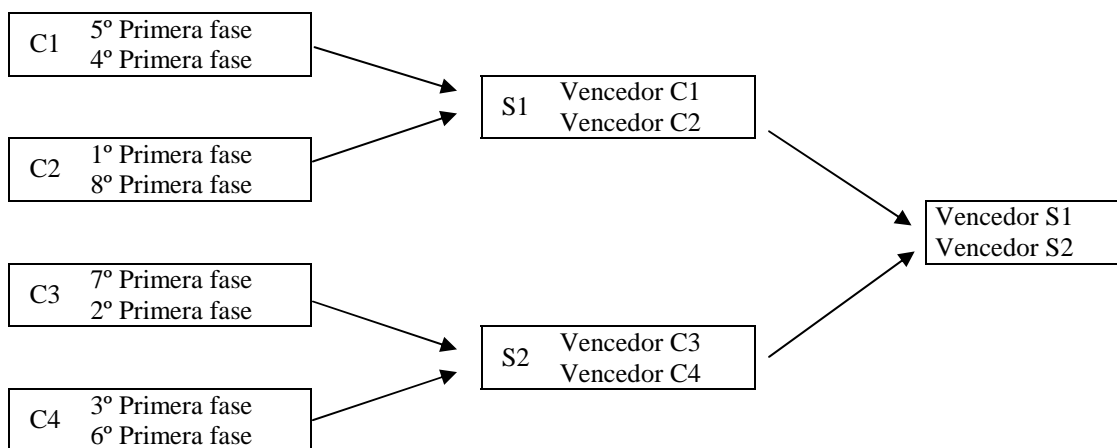 C1
5º Primera fase
4º Primera fase
C2
1º Primera fase
8º Primera fase
C3
7º Primera fase
2º Primera fase
C4
3º Primera fase
6º Primera fase
S1
Vencedor C1
Vencedor C2
S2
Vencedor C3
Vencedor C4
Vencedor S1
Vencedor S2